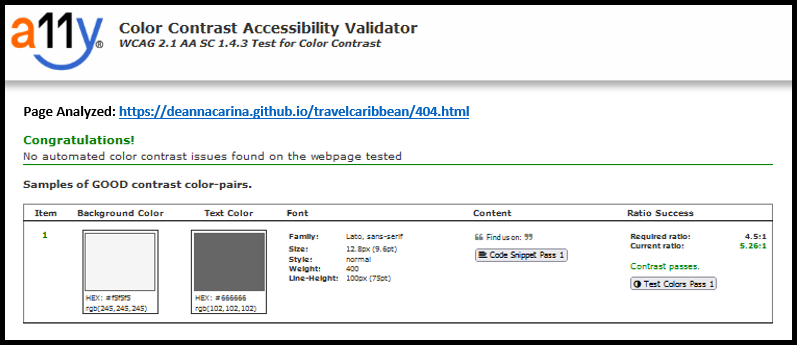 a11y®
Color Contrast Accessibility Validator
WCAG 2.1 AA SC 1.4.3 Test for Color Contrast
Page Analyzed: https://deannacarina.github.io/travelcaribbean/404.html
Congratulations!
No automated color contrast issues found on the webpage tested
Samples of GOOD contrast color-pairs.
Item Background Color Text Color Font Content Ratio Success
1
HEX: #f5f5f5
rgb(245,245,245)
HEX: #666666
rgb(102,102,102)
Family: Lato, sans-serif
Size: 12.8px (9.6pt)
Style: normal
Weight: 400
Line-Height: 100px (75pt)
❝ Find us on: ❞
Code Snippet Pass 1
Required ratio: 4.5:1
Current ratio: 5.26:1
Contrast passes.
Test Colors Pass 1